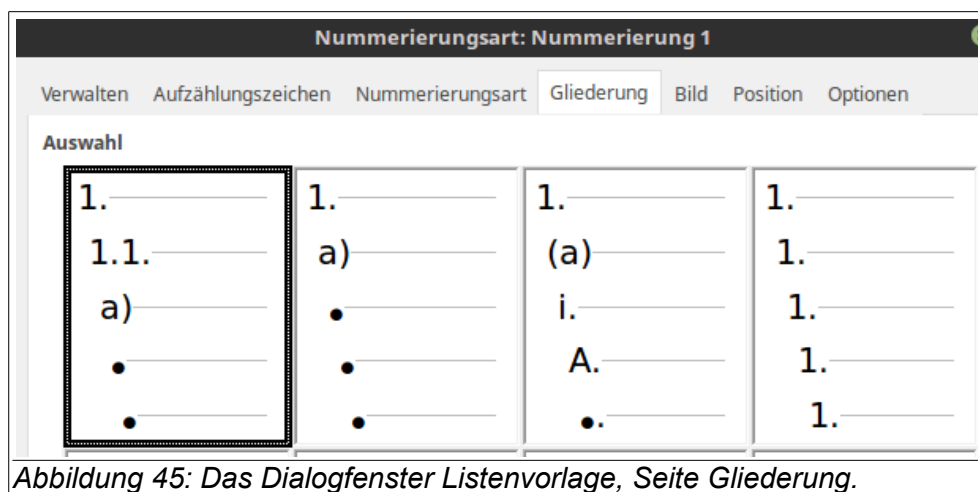 Nummerierungsart: Nummerierung 1
Verwalten Aufzählungszeichen Nummerierungsart Gliederung Bild Position Optionen
Auswahl
1. 1. 1. 1.
1.1. a) (a) 1.
a) • i. 1.
• • A. 1.
• • •. 1.
Abbildung 45: Das Dialogfenster Listenvorlage, Seite Gliederung.